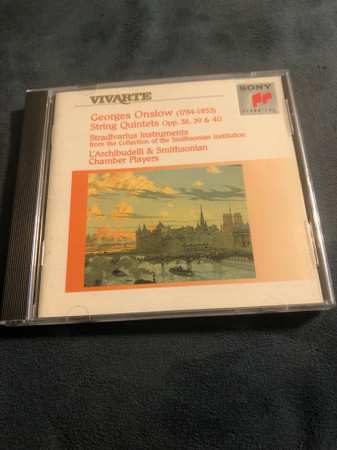 VIVARTE
SONY
CLASSICAL
Georges Onslow (1784-1853)
String Quintets Opp. 38, 39 & 40
Stradivarius Instruments
from the Collection of the Smithsonian Institution
L'Archibudelli & Smithsonian
Chamber Players